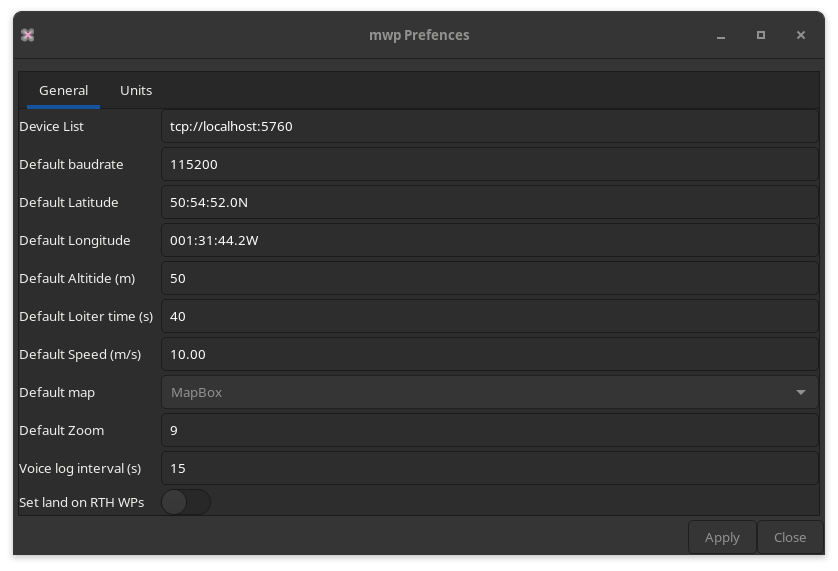 mwp Prefences
General Units
Device List tcp://localhost:5760
Default baudrate 115200
Default Latitude 50:54:52.0N
Default Longitude 001:31:44.2W
Default Altitide (m) 50
Default Loiter time (s) 40
Default Speed (m/s) 10.00
Default map MapBox
Default Zoom 9
Voice log interval (s) 15
Set land on RTH WPs
Apply Close